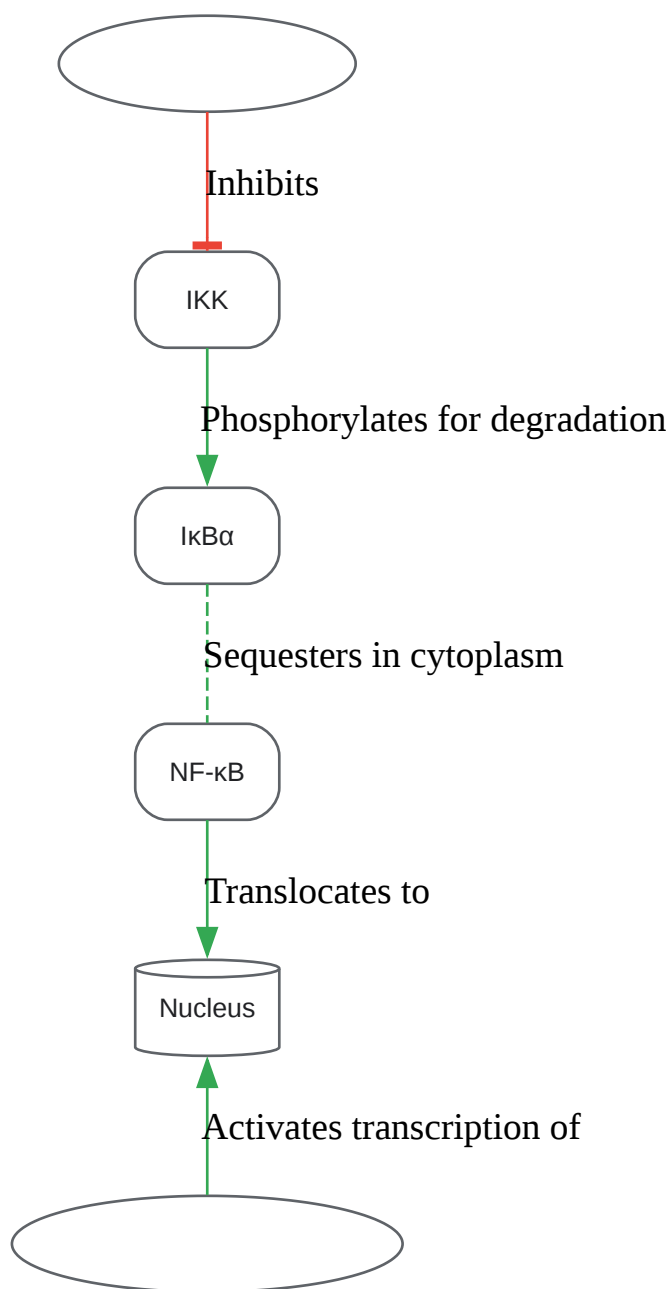 Inhibits
IKK
Phosphorylates for degradation
IκBα
Sequesters in cytoplasm
NF-κB
Translocates to
Nucleus
Activates transcription of